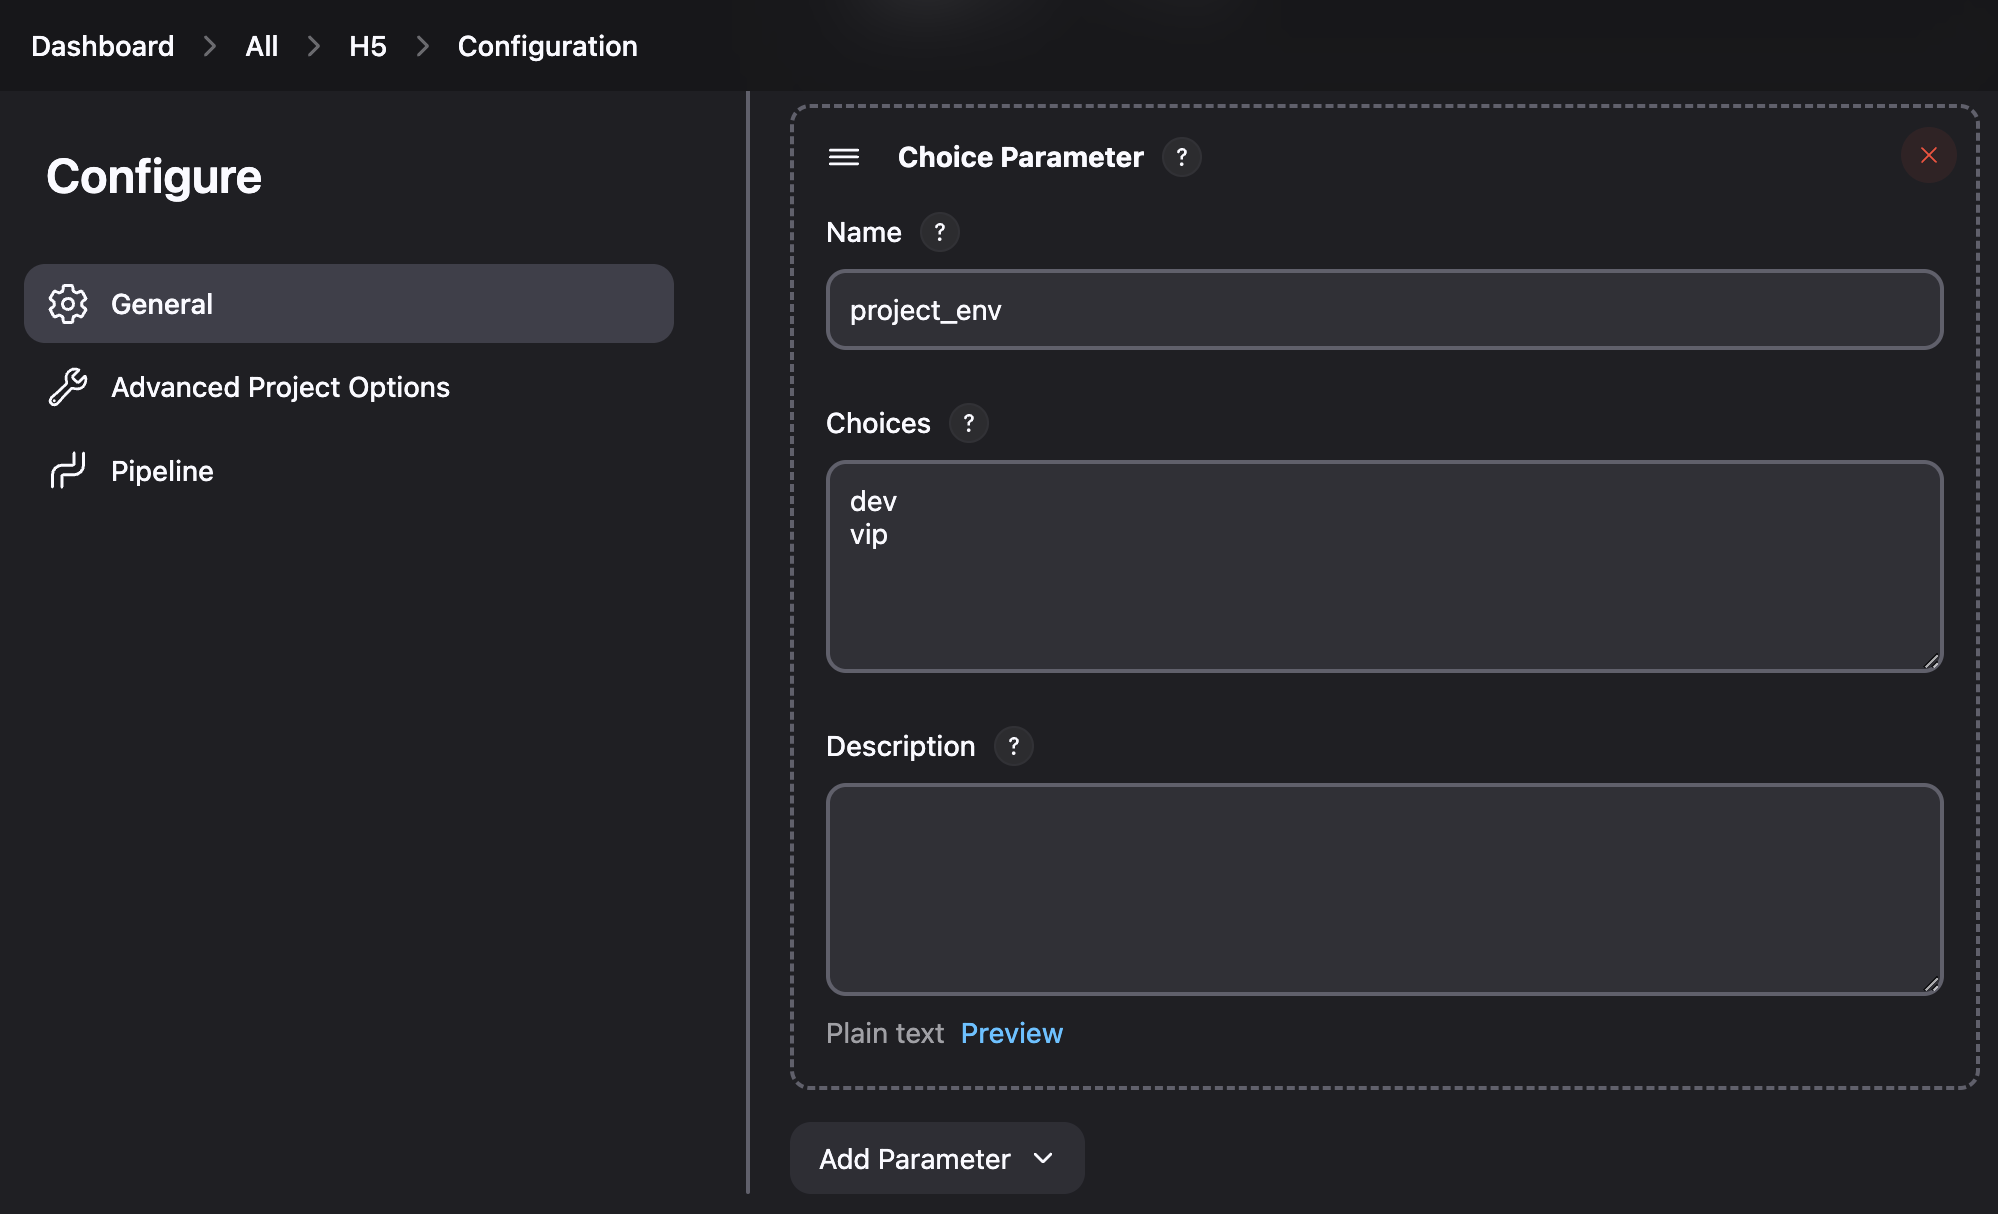 Dashboard > All > H5 > Configuration
Configure
General
Advanced Project Options
Pipeline
Choice Parameter ?
Name ?
project_env
Choices ?
dev
vip
Description ?
Plain text Preview
Add Parameter